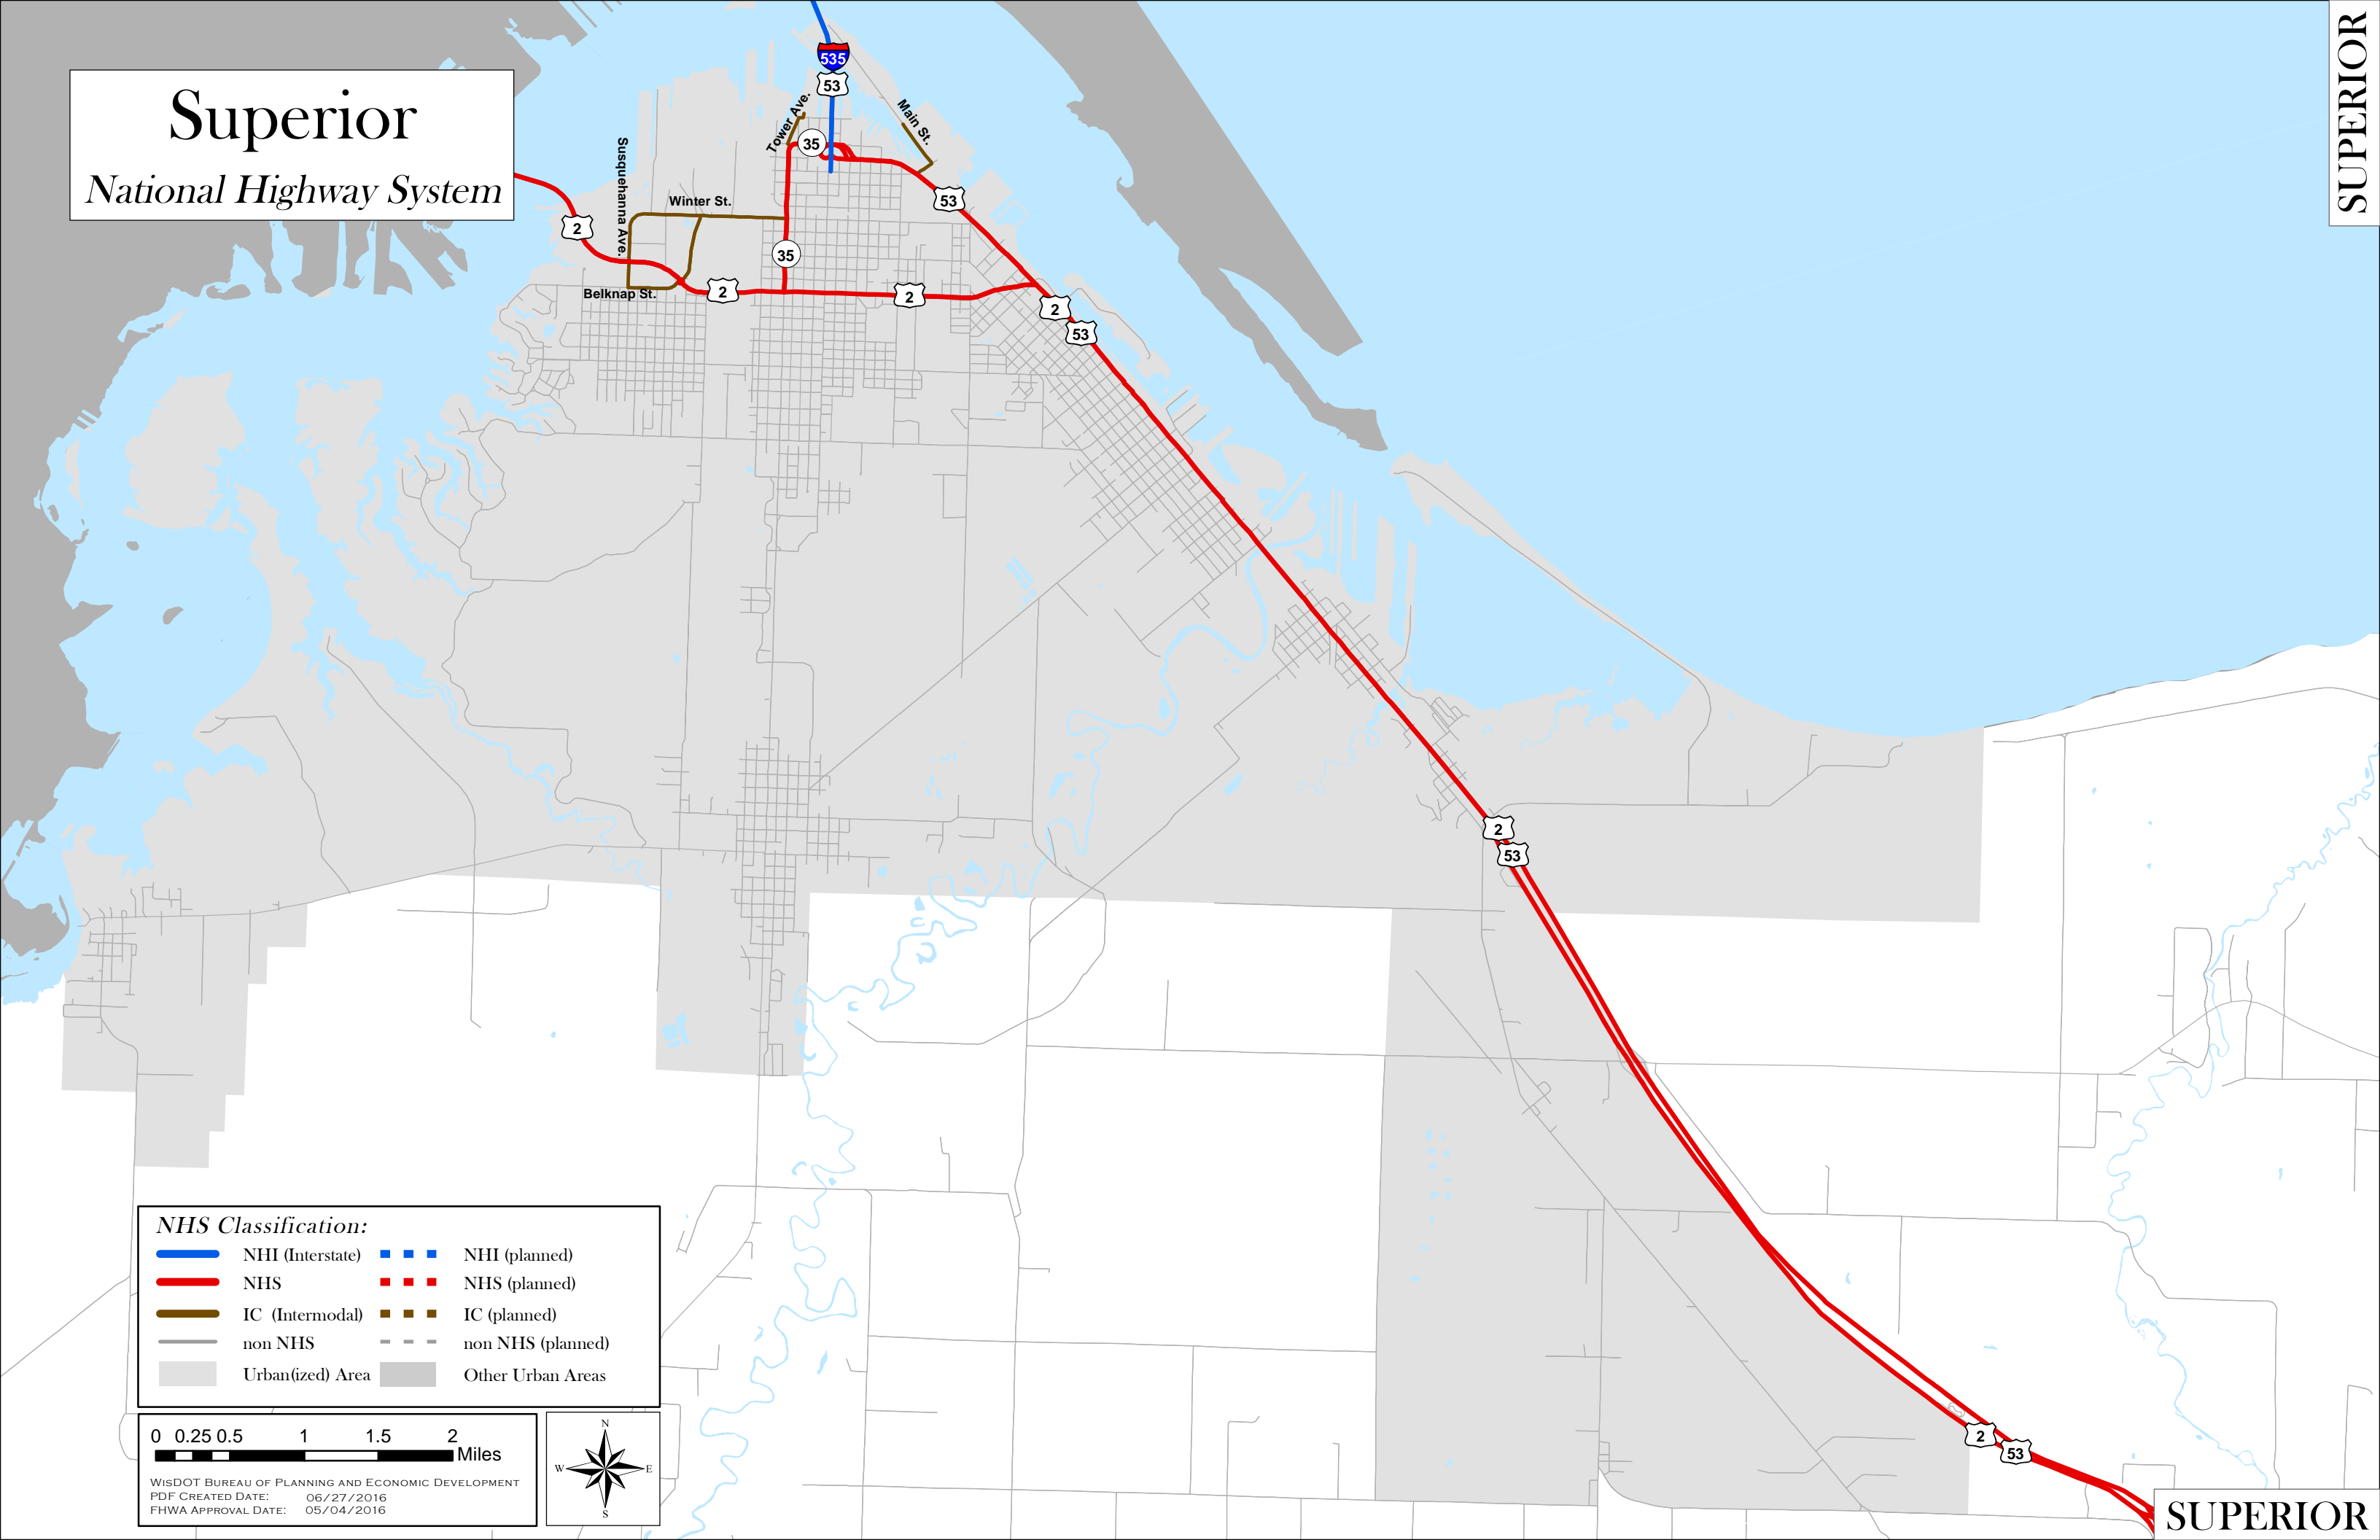 Superior
National Highway System
SUPERIOR
535
53
Tower Ave.
Main St.
35
Susquehanna Ave.
Winter St.
53
2
35
Belknap St.
2
2
2
53
2
53
2
53
NHS Classification:
NHI (Interstate) NHI (planned)
NHS NHS (planned)
IC (Intermodal) IC (planned)
non NHS non NHS (planned)
Urban(ized) Area Other Urban Areas
0 0.25 0.5 1 1.5 2
Miles
WisDOT Bureau of Planning and Economic Development
PDF Created Date: 06/27/2016
FHWA Approval Date: 05/04/2016
N
W E
S
SUPERIOR